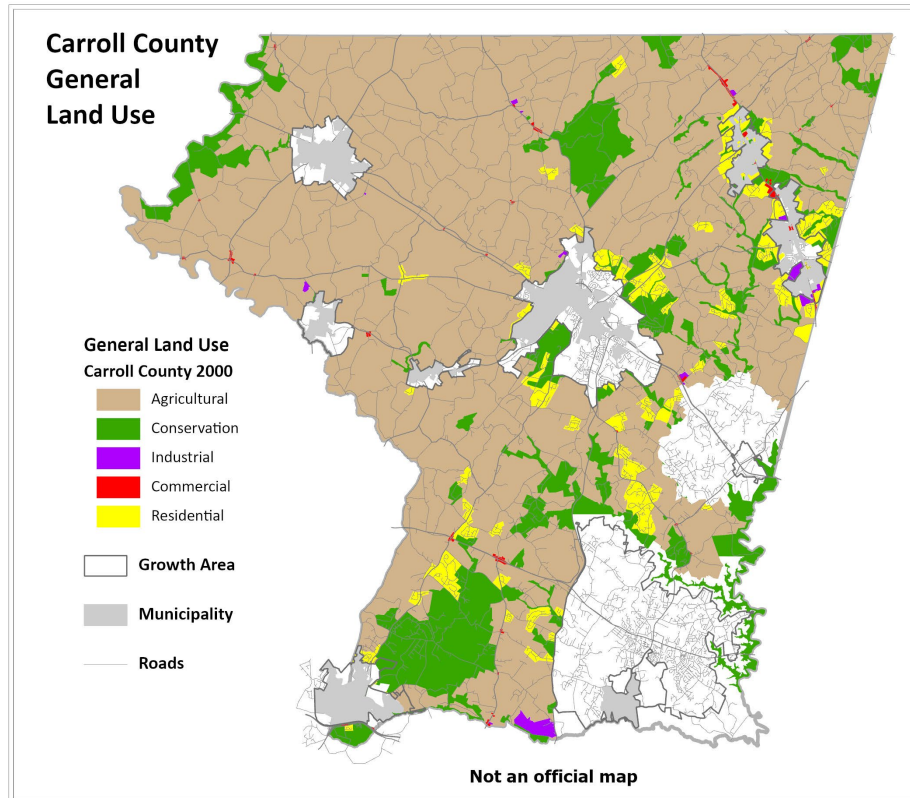 Carroll County
General
Land Use
General Land Use
Carroll County 2000
Agricultural
Conservation
Industrial
Commercial
Residential
Growth Area
Municipality
Roads
Not an official map